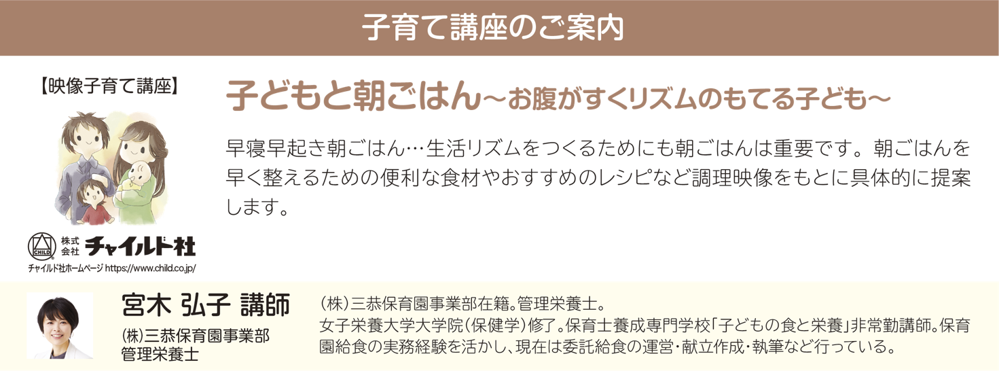 子育て講座のご案内
【映像子育て講座】
子どもと朝ごはん～お腹がすくリズムのもてる子ども～
早寝早起き朝ごはん…生活リズムをつくるためにも朝ごはんは重要です。朝ごはんを
早く整えるための便利な食材やおすすめのレシピなど調理映像をもとに具体的に提案
します。
CHILD
株式会社 チャイルド社
チャイルド社ホームページ https://www.child.co.jp/
宮木 弘子 講師
(株)三恭保育園事業部
管理栄養士
(株)三恭保育園事業部在籍。管理栄養士。
女子栄養大学大学院(保健学)修了。保育士養成専門学校「子どもの食と栄養」非常勤講師。保育
園給食の実務経験を活かし、現在は委託給食の運営・献立作成・執筆など行っている。